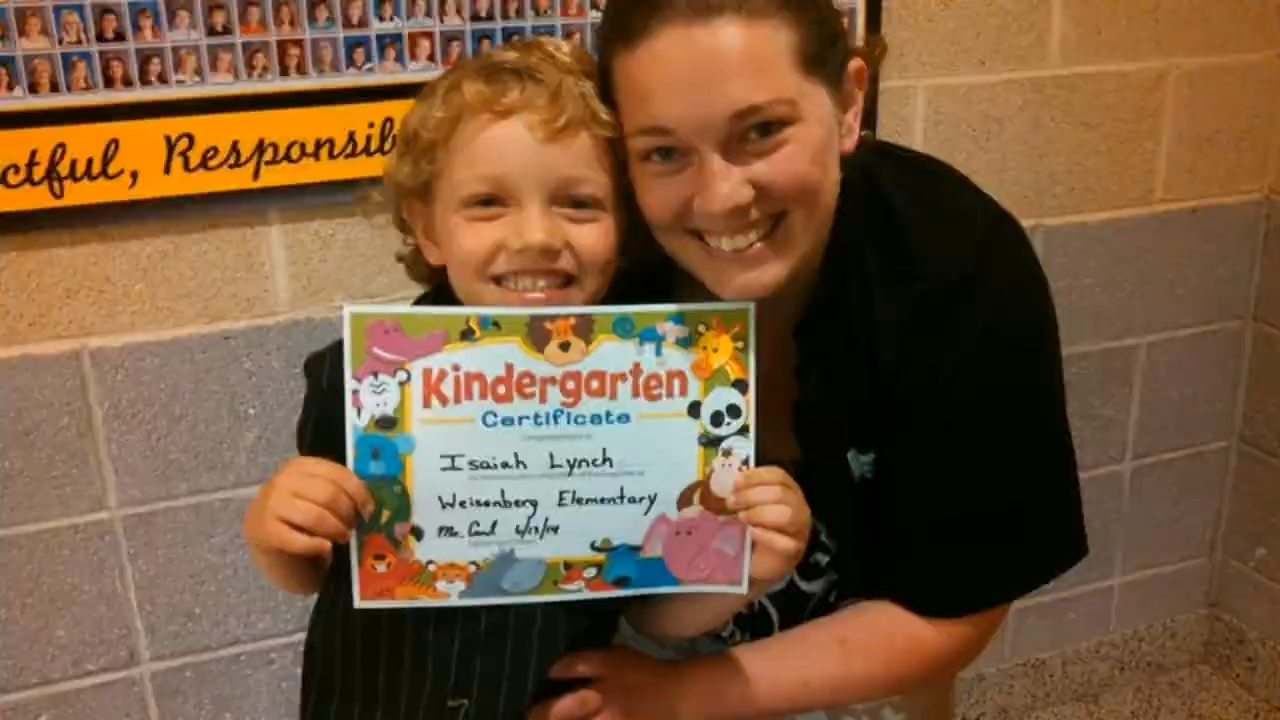 ctful, Responsib
Kindergarten
Certificate
Isaiah Lynch
Weisenberg Elementary